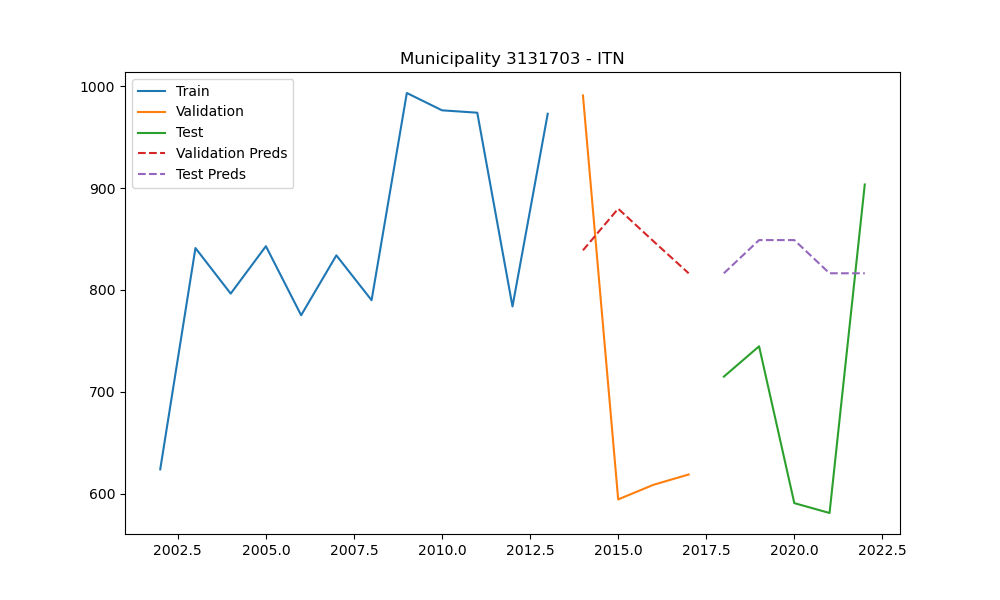 Municipality 3131703 - ITN
Train
Validation
Test
Validation Preds
Test Preds
1000
900
800
700
600
2002.5 2005.0 2007.5 2010.0 2012.5 2015.0 2017.5 2020.0 2022.5